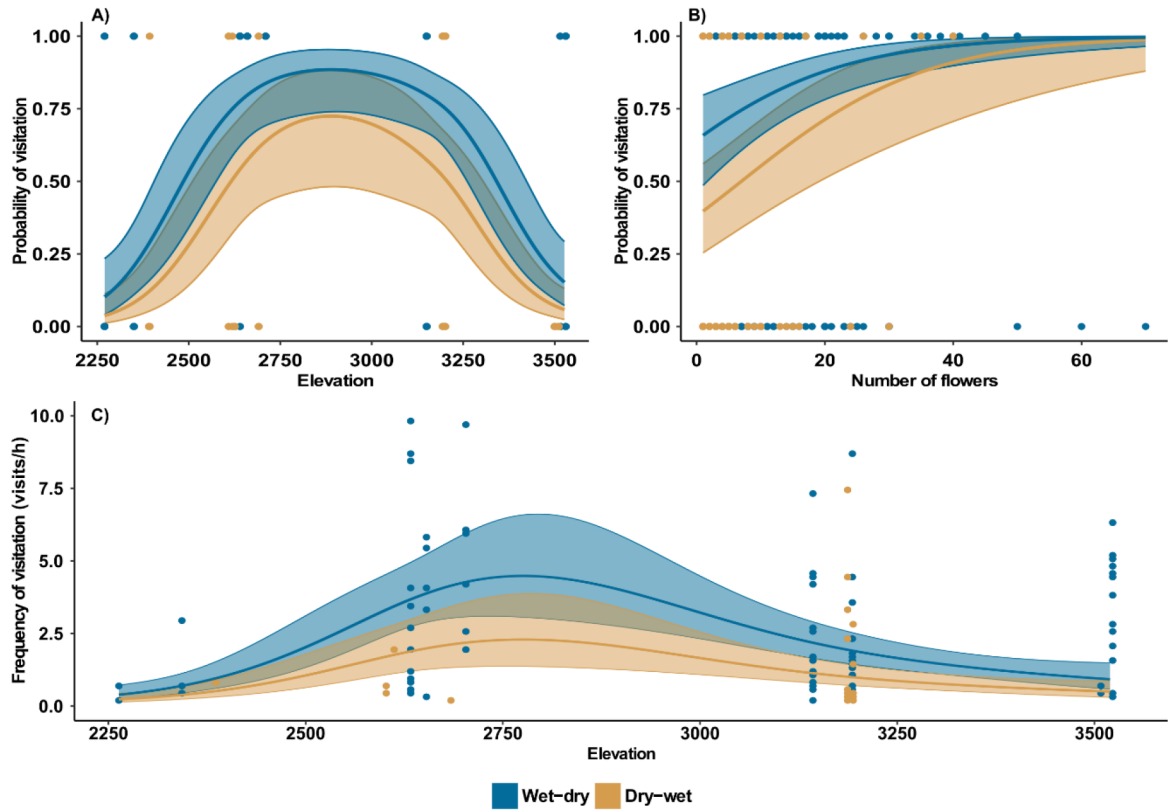 A)
Probability of visitation
1.00
0.75
0.50
0.25
0.00
2250 2500 2750 3000 3250 3500
Elevation
B)
Probability of visitation
1.00
0.75
0.50
0.25
0.00
0 20 40 60
Number of flowers
C)
Frequency of visitation (visits/h)
10.0
7.5
5.0
2.5
0.0
2250 2500 2750 3000 3250 3500
Elevation
Wet−dry Dry−wet